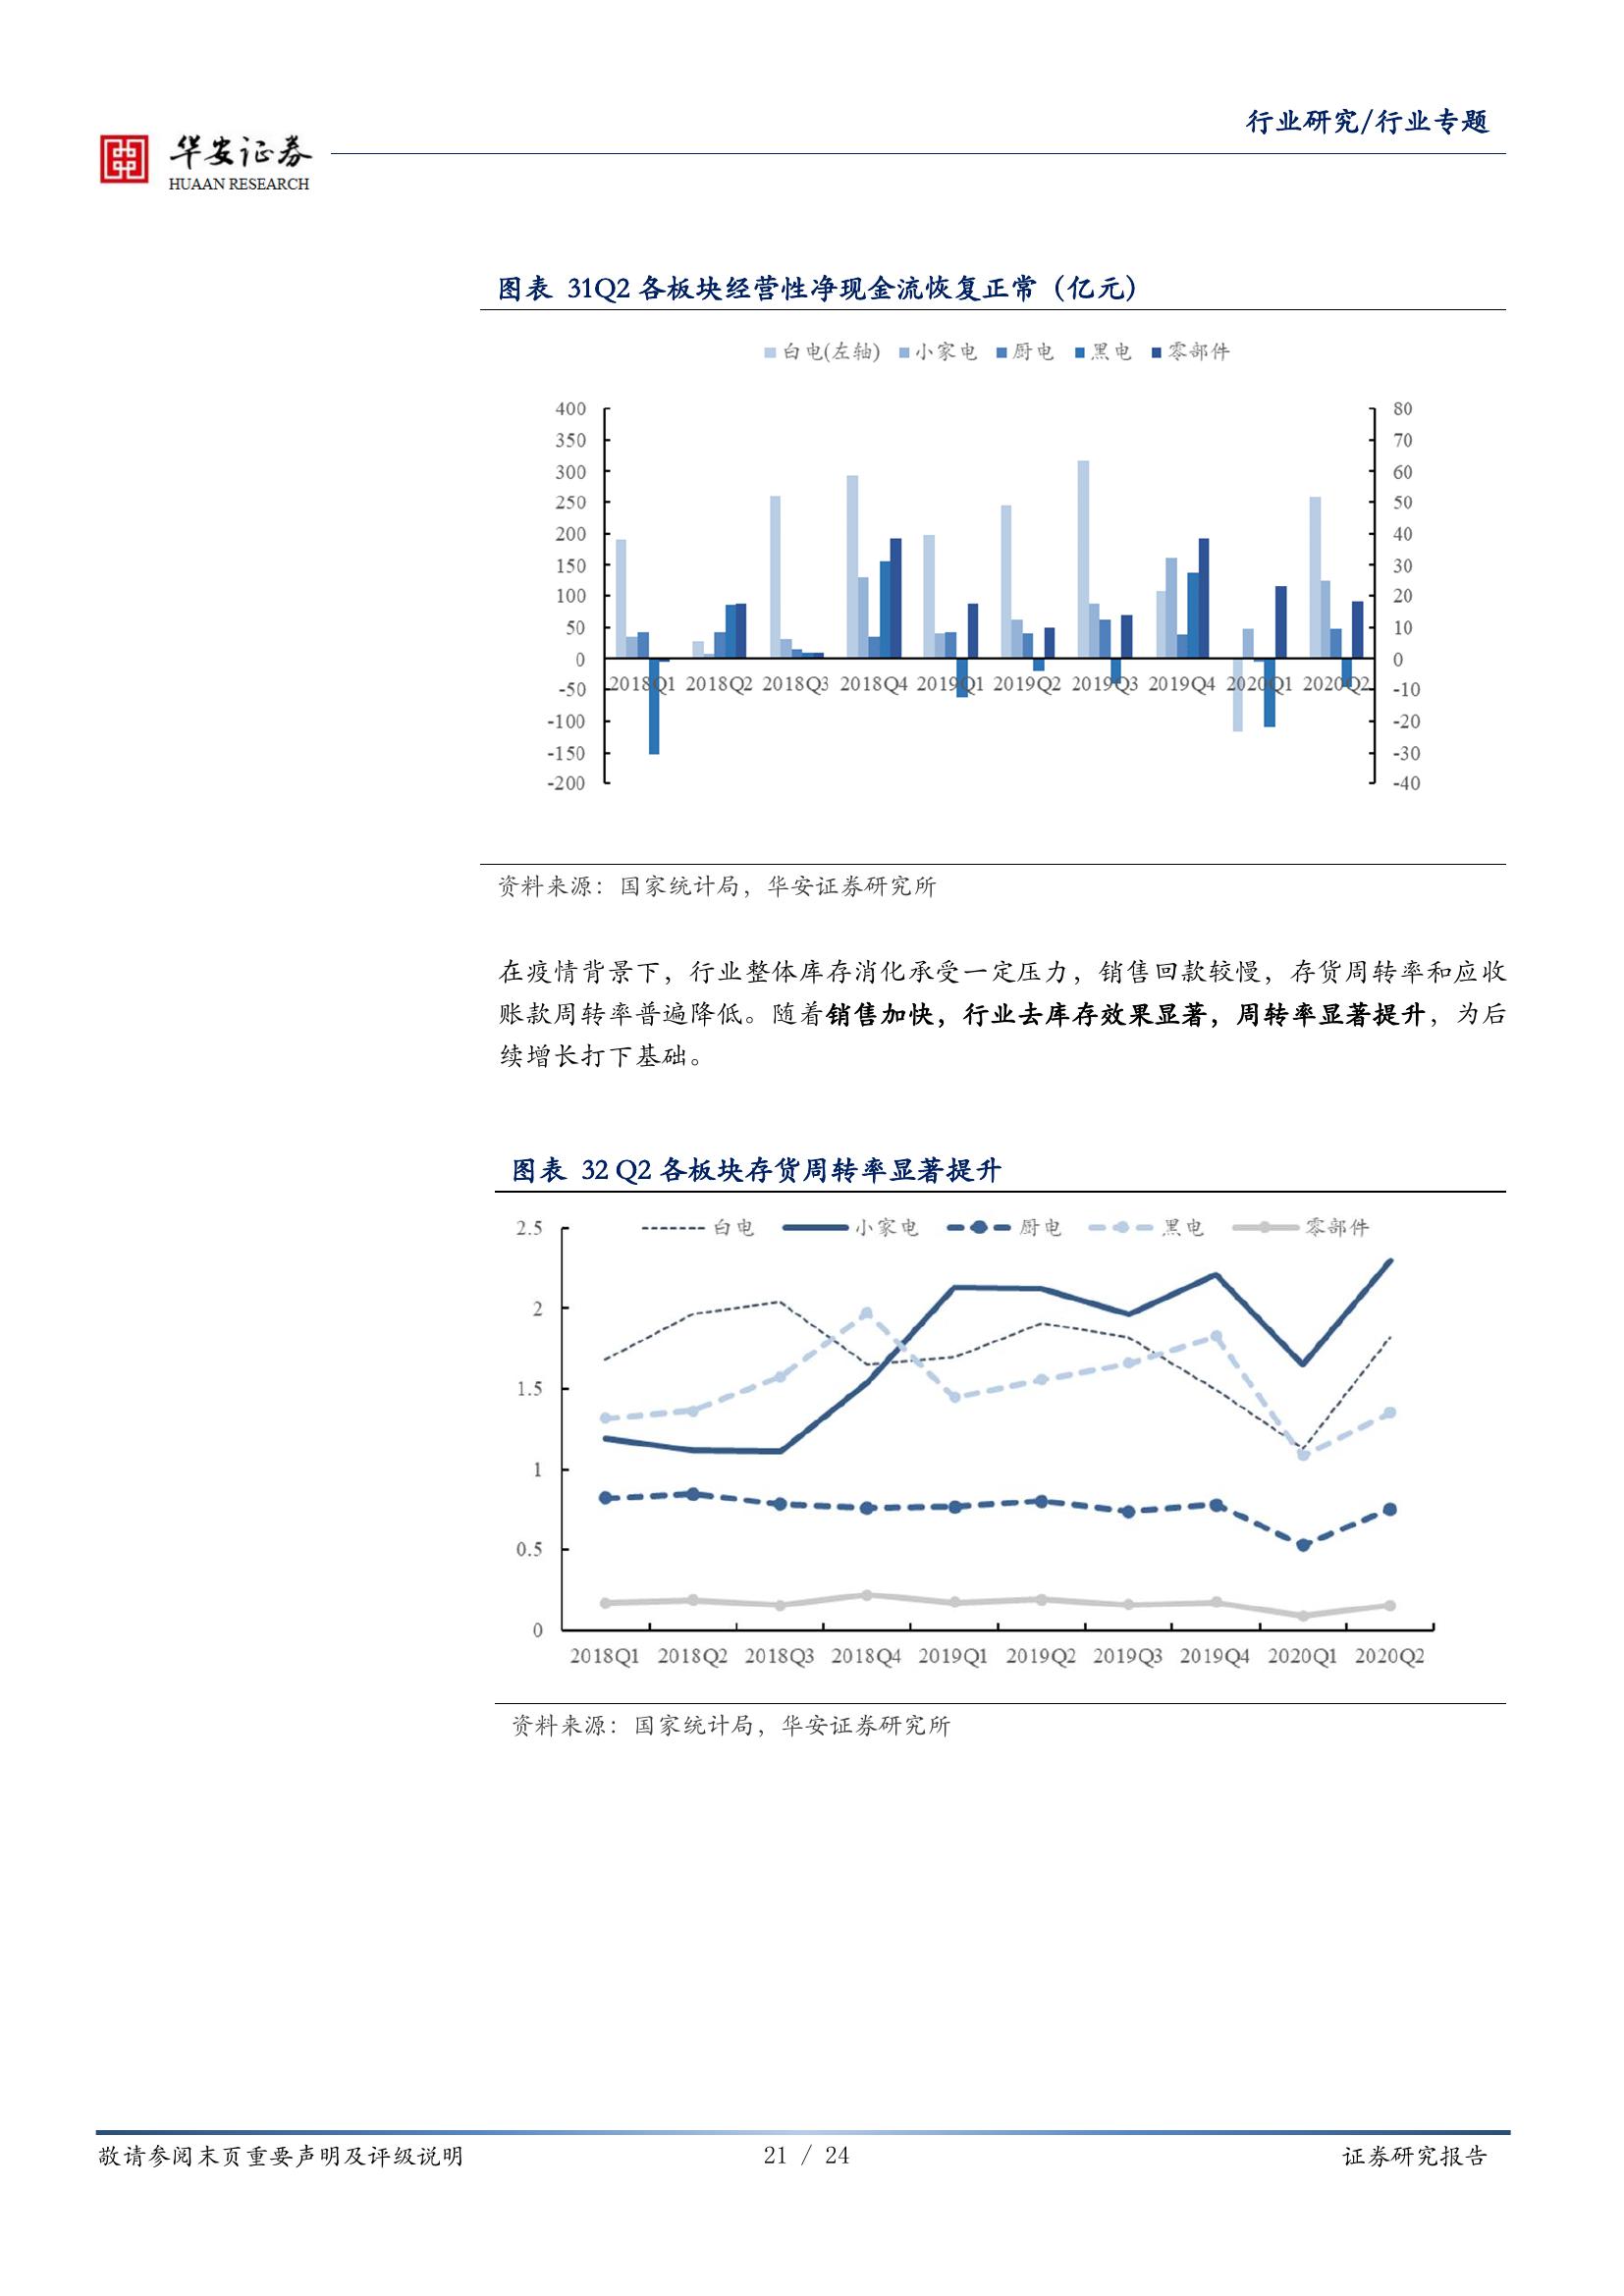 行业研究/行业专题
华安证券
HUAAN RESEARCH
图表 31Q2 各板块经营性净现金流恢复正常（亿元）
白电(左轴) 小家电 厨电 黑电 零部件
400 80
350 70
300 60
250 50
200 40
150 30
100 20
50 10
0 0
2018Q1 2018Q2 2018Q3 2018Q4 2019Q1 2019Q2 2019Q3 2019Q4 2020Q1 2020Q2
-50 -10
-100 -20
-150 -30
-200 -40
资料来源：国家统计局，华安证券研究所
在疫情背景下，行业整体库存消化承受一定压力，销售回款较慢，存货周转率和应收
账款周转率普遍降低。随着销售加快，行业去库存效果显著，周转率显著提升，为后
续增长打下基础。
图表 32 Q2 各板块存货周转率显著提升
白电 小家电 厨电 黑电 零部件
2.5
2
1.5
1
0.5
0
2018Q1 2018Q2 2018Q3 2018Q4 2019Q1 2019Q2 2019Q3 2019Q4 2020Q1 2020Q2
资料来源：国家统计局，华安证券研究所
敬请参阅末页重要声明及评级说明 21 / 24 证券研究报告